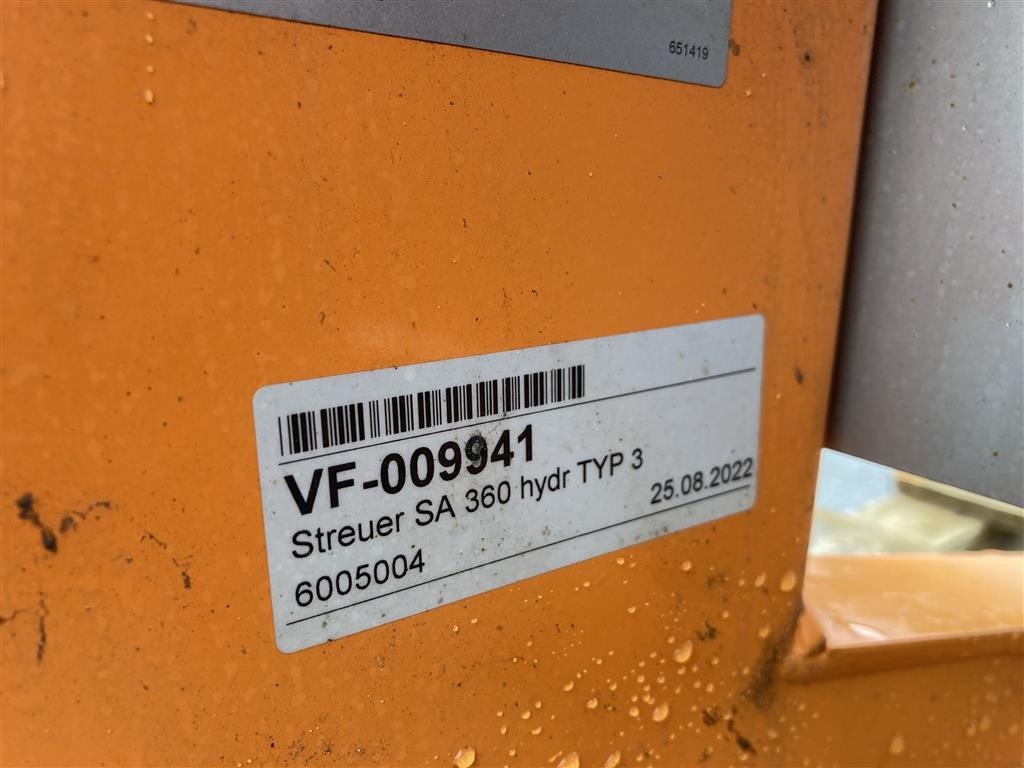 651419
VF-009941
Streuer SA 360 hydr TYP 3
25.08.2022
6005004